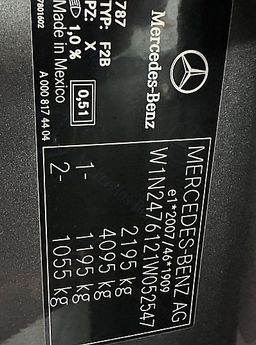 Mercedes-Benz
787
TYP: F2B
PZ: X
1,0 % 0,51
Made in Mexico
A 000 817 44 04
MERCEDES-BENZ AG
e1*2007/46*1909
W1N2476121W052547
2195 kg
4095 kg
1- 1195 kg
2- 1055 kg